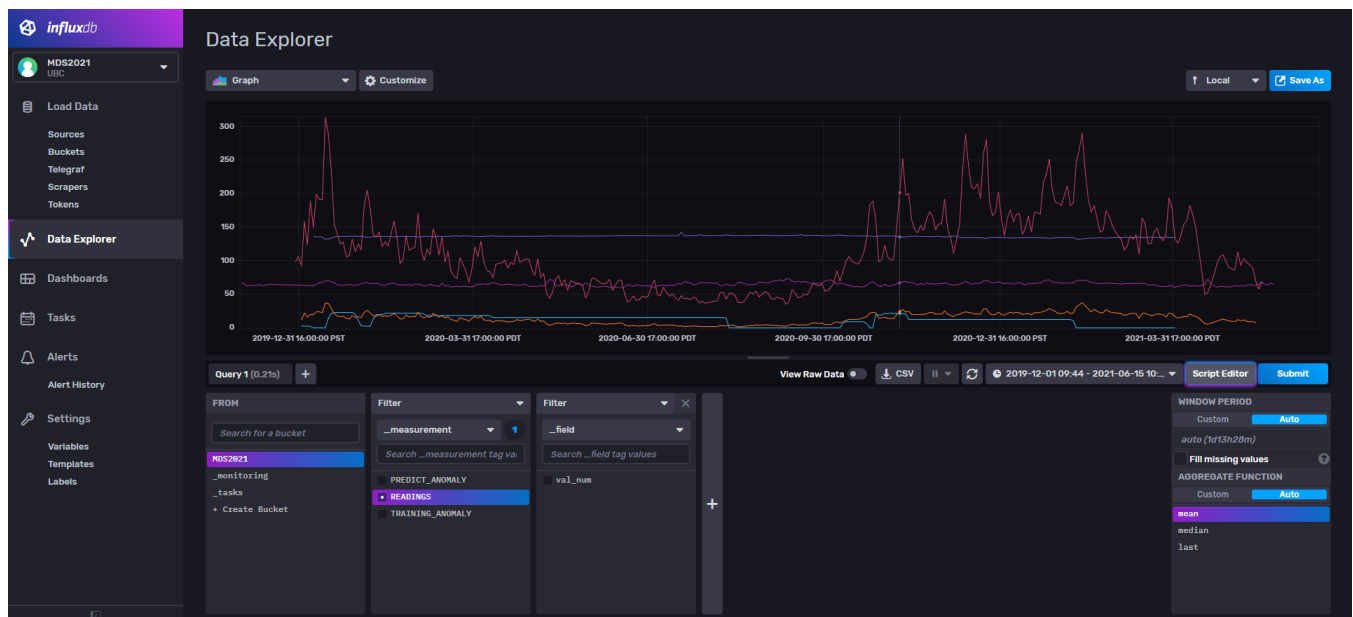 influxdb
Data Explorer
MDS2021
UBC
Graph
Customize
Local
Save As
Load Data
Sources
Buckets
Telegraf
Scrapers
Tokens
Data Explorer
Dashboards
Tasks
Alerts
Alert History
Settings
Variables
Templates
Labels
300
250
200
150
100
50
0
2019-12-31 16:00:00 PST
2020-03-31 17:00:00 PDT
2020-06-30 17:00:00 PDT
2020-09-30 17:00:00 PDT
2020-12-31 16:00:00 PST
2021-03-31 17:00:00 PDT
Query 1 (0.21s)
+
View Raw Data
CSV
2019-12-01 09:44 - 2021-06-15 10:...
Script Editor
Submit
FROM
Search for a bucket
MDS2021
_monitoring
_tasks
+ Create Bucket
Filter
_measurement
1
Search _measurement tag val
PREDICT_ANOMALY
READINGS
TRAINING_ANOMALY
Filter
_field
Search _field tag values
val_num
+
WINDOW PERIOD
Custom Auto
auto (1d13h28m)
Fill missing values ?
AGGREGATE FUNCTION
Custom Auto
mean
median
last